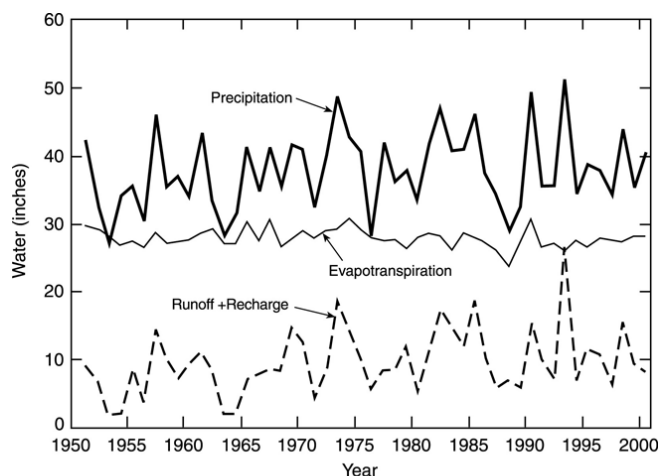 60
50
Precipitation
40
Water (inches)
30
Evapotranspiration
20
Runoff +Recharge
10
0
1950 1955 1960 1965 1970 1975 1980 1985 1990 1995 2000
Year